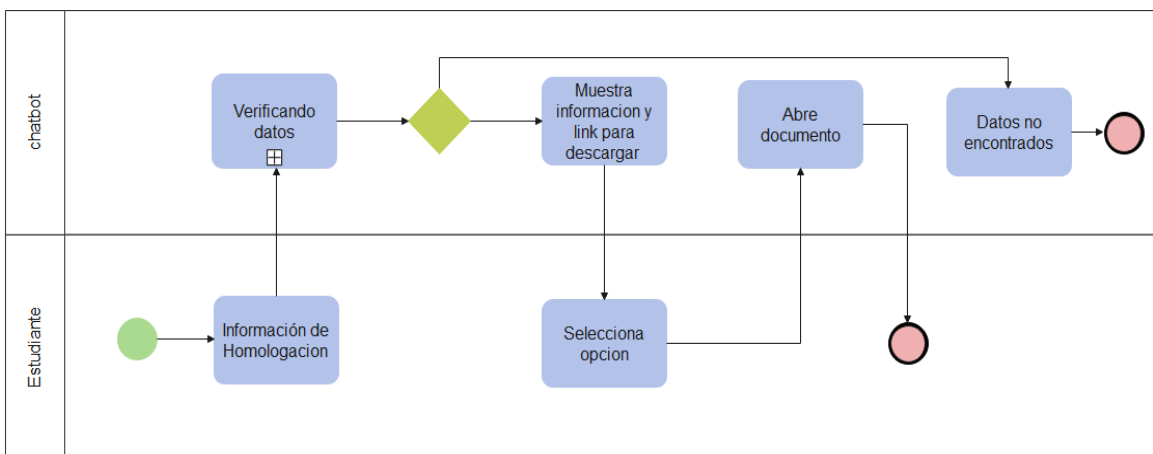 chatbot
Verificando
datos
Muestra
informacion y
link para
descargar
Abre
documento
Datos no
encontrados
Estudiante
Información de
Homologacion
Selecciona
opcion